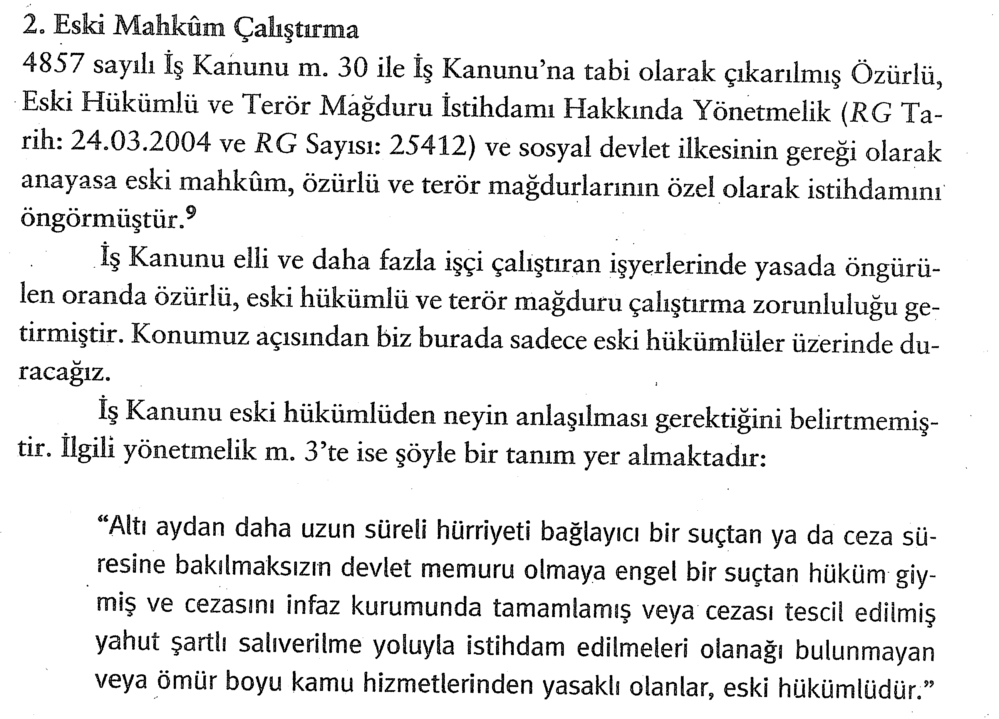 2. Eski Mahkûm Çalıştırma
4857 sayılı İş Kanunu m. 30 ile İş Kanunu’na tabi olarak çıkarılmış Özürlü,
Eski Hükümlü ve Terör Mağduru İstihdamı Hakkında Yönetmelik (RG Ta-
rih: 24.03.2004 ve RG Sayısı: 25412) ve sosyal devlet ilkesinin gereği olarak
anayasa eski mahkûm, özürlü ve terör mağdurlarının özel olarak istihdamını
öngörmüştür.⁹
İş Kanunu elli ve daha fazla işçi çalıştıran işyerlerinde yasada öngürü-
len oranda özürlü, eski hükümlü ve terör mağduru çalıştırma zorunluluğu ge-
tirmiştir. Konumuz açısından biz burada sadece eski hükümlüler üzerinde du-
racağız.
İş Kanunu eski hükümlüden neyin anlaşılması gerektiğini belirtmemiş-
tir. İlgili yönetmelik m. 3’te ise şöyle bir tanım yer almaktadır:
“Altı aydan daha uzun süreli hürriyeti bağlayıcı bir suçtan ya da ceza sü-
resine bakılmaksızın devlet memuru olmaya engel bir suçtan hüküm giy-
miş ve cezasını infaz kurumunda tamamlamış veya cezası tescil edilmiş
yahut şartlı salıverilme yoluyla istihdam edilmeleri olanağı bulunmayan
veya ömür boyu kamu hizmetlerinden yasaklı olanlar, eski hükümlüdür.”